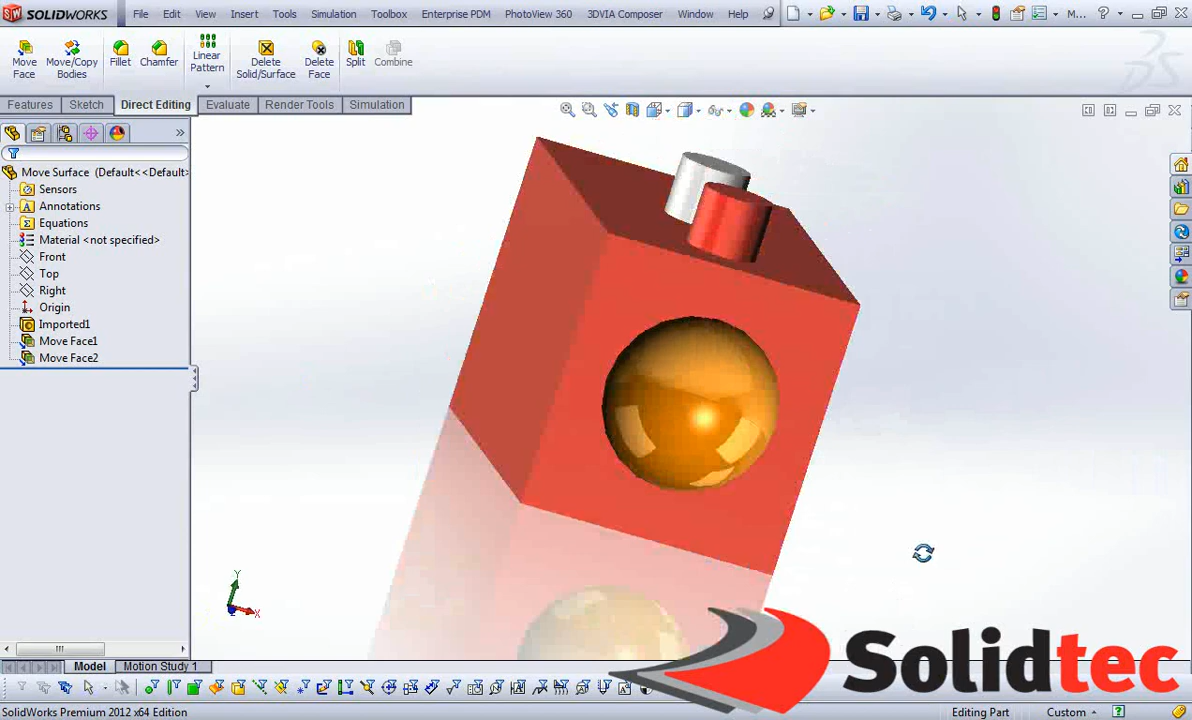 SOLIDWORKS File Edit View Insert Tools Simulation Toolbox Enterprise PDM PhotoView 360 3DVIA Composer Window Help M... ?
Move Face
Move/Copy Bodies
Fillet
Chamfer
Linear Pattern
Delete Solid/Surface
Delete Face
Split
Combine
Features Sketch Direct Editing Evaluate Render Tools Simulation
Move Surface (Default<<Default>
Sensors
Annotations
Equations
Material <not specified>
Front
Top
Right
Origin
Imported1
Move Face1
Move Face2
Y
X
Z
Model Motion Study 1
Solidtec
SolidWorks Premium 2012 x64 Edition Editing Part Custom ?